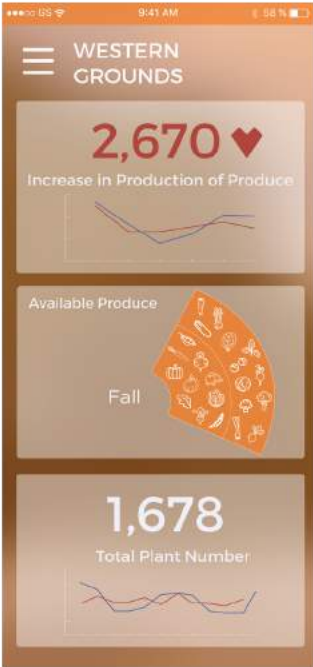 GS 9:41 AM 58 %
WESTERN
GROUNDS
2,670
Increase in Production of Produce
Available Produce
Fall
1,678
Total Plant Number